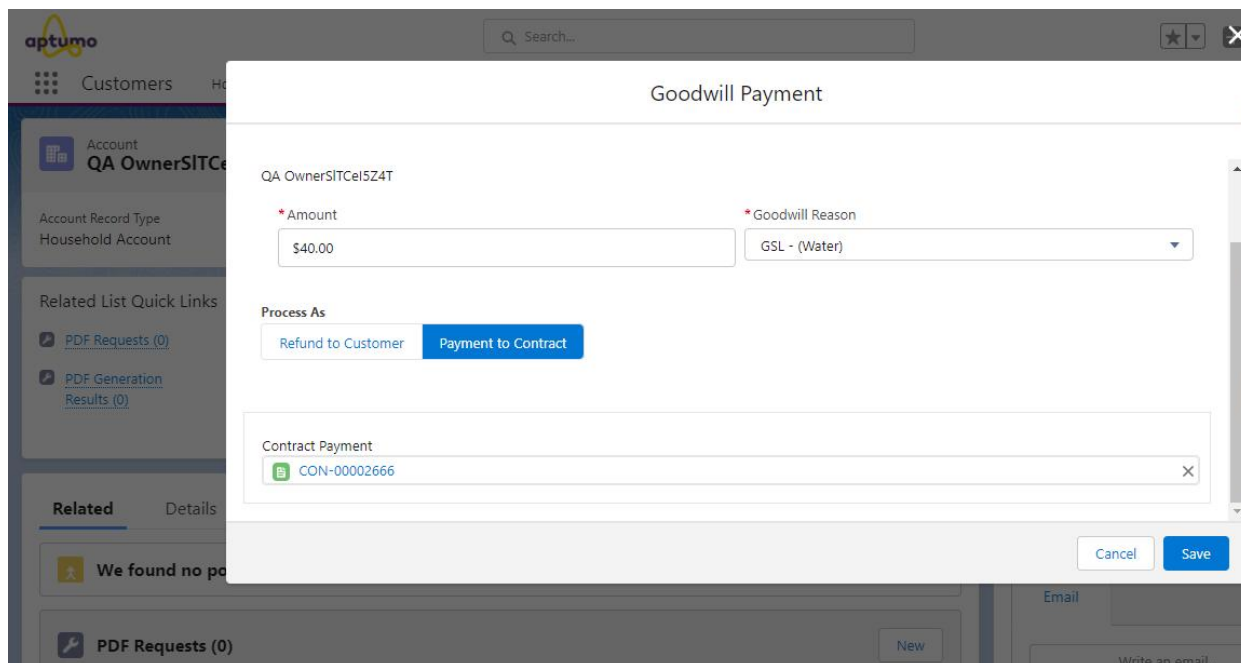 aptumo
Search...
Customers
Goodwill Payment
Account
QA OwnerSlTCe
QA OwnerSlTCeI5Z4T
Account Record Type
Household Account
*Amount
*Goodwill Reason
$40.00
GSL - (Water)
Related List Quick Links
PDF Requests (0)
PDF Generation
Results (0)
Process As
Refund to Customer
Payment to Contract
Contract Payment
CON-00002666
Related
Details
Cancel
Save
We found no po
Email
PDF Requests (0)
New
Write an email